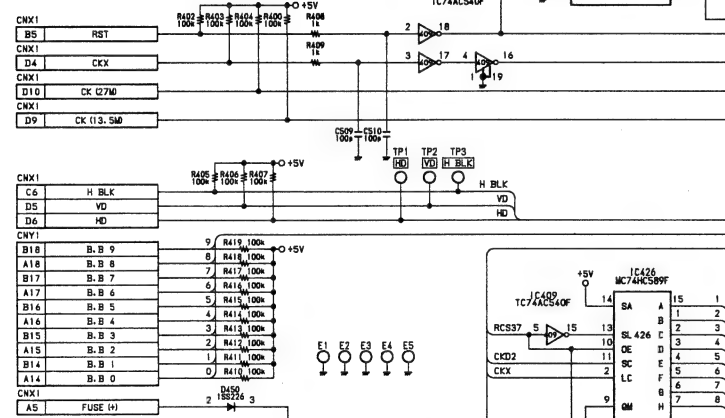 IC74AC540F
+5V
R402 R403 R404 R400 R408
100k 100k 100k 100k 1k
CNX1
B5 RST 2 409 18
R409
1k
CNX1
D4 CKX 3 409 17 4 409 16
1 19
CNX1
D10 CK (27M)
CNX1
D9 CK (13.5M)
C509 C510
100p 100p
TP1 TP2 TP3
HD VD H BLK
+5V
R405 R406 R407
100k 100k 100k
CNX1
C6 H BLK H BLK
D5 VD VD
D6 HD HD
CNY1
B18 B.B 9 9 R419 100k +5V
A18 B.B 8 8 R418 100k
B17 B.B 7 7 R417 100k
A17 B.B 6 6 R416 100k
B16 B.B 5 5 R415 100k
A16 B.B 4 4 R414 100k
B15 B.B 3 3 R413 100k
A15 B.B 2 2 R412 100k
B14 B.B 1 1 R411 100k
A14 B.B 0 0 R410 100k
E1 E2 E3 E4 E5
CNX1
A5 FUSE (+)
D450
1SS226
2 3
+5V
IC426
MC74HC589F
IC409
TC74AC540F
14 SA A 15 1
B 1 2
RCS37 5 409 15 13 SL 426 C 2 3
10 OE D 3 4
CKD2 11 SC E 4 5
CKX 2 LC F 5 6
G 6 7
9 QH H 7 8